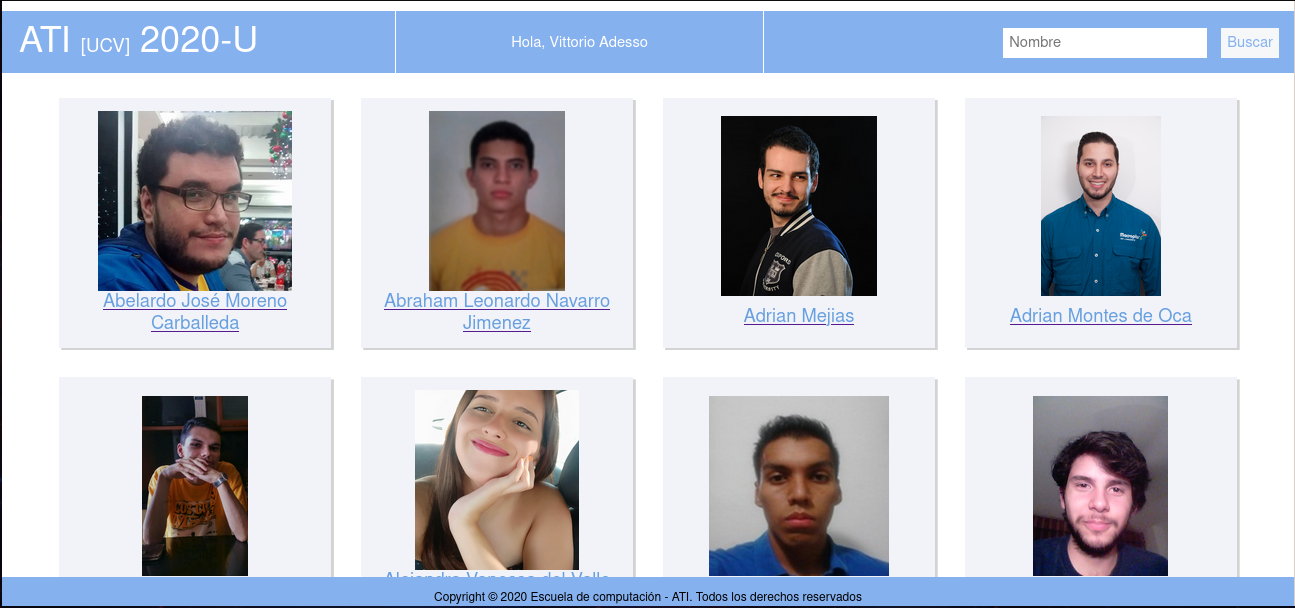 ATI [UCV] 2020-U
Hola, Vittorio Adesso
Nombre
Buscar
Abelardo José Moreno
Carballeda
Abraham Leonardo Navarro
Jimenez
Adrian Mejias
Adrian Montes de Oca
Copyright © 2020 Escuela de computación - ATI. Todos los derechos reservados